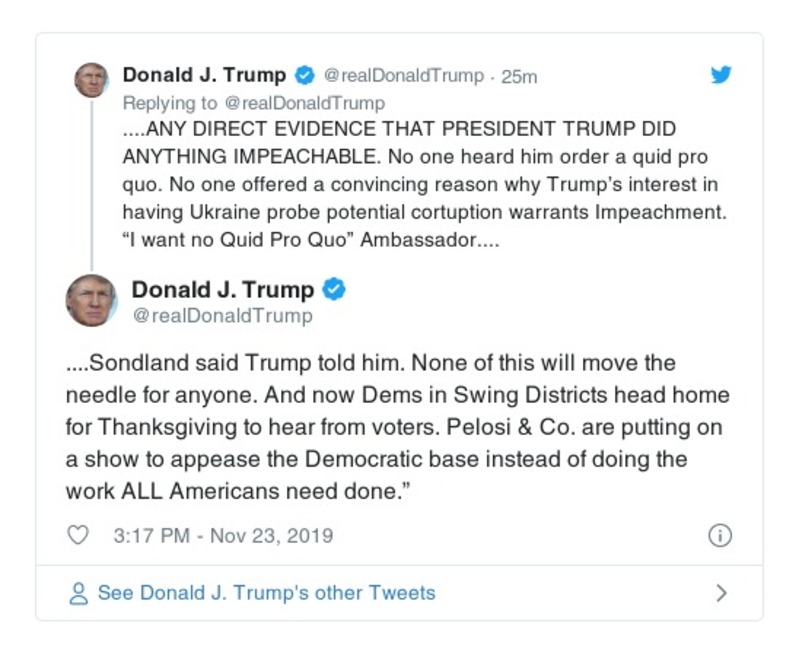 Donald J. Trump @realDonaldTrump · 25m
Replying to @realDonaldTrump
....ANY DIRECT EVIDENCE THAT PRESIDENT TRUMP DID
ANYTHING IMPEACHABLE. No one heard him order a quid pro
quo. No one offered a convincing reason why Trump's interest in
having Ukraine probe potential cortuption warrants Impeachment.
“I want no Quid Pro Quo” Ambassador....
Donald J. Trump
@realDonaldTrump
....Sondland said Trump told him. None of this will move the
needle for anyone. And now Dems in Swing Districts head home
for Thanksgiving to hear from voters. Pelosi & Co. are putting on
a show to appease the Democratic base instead of doing the
work ALL Americans need done.”
3:17 PM - Nov 23, 2019
See Donald J. Trump's other Tweets